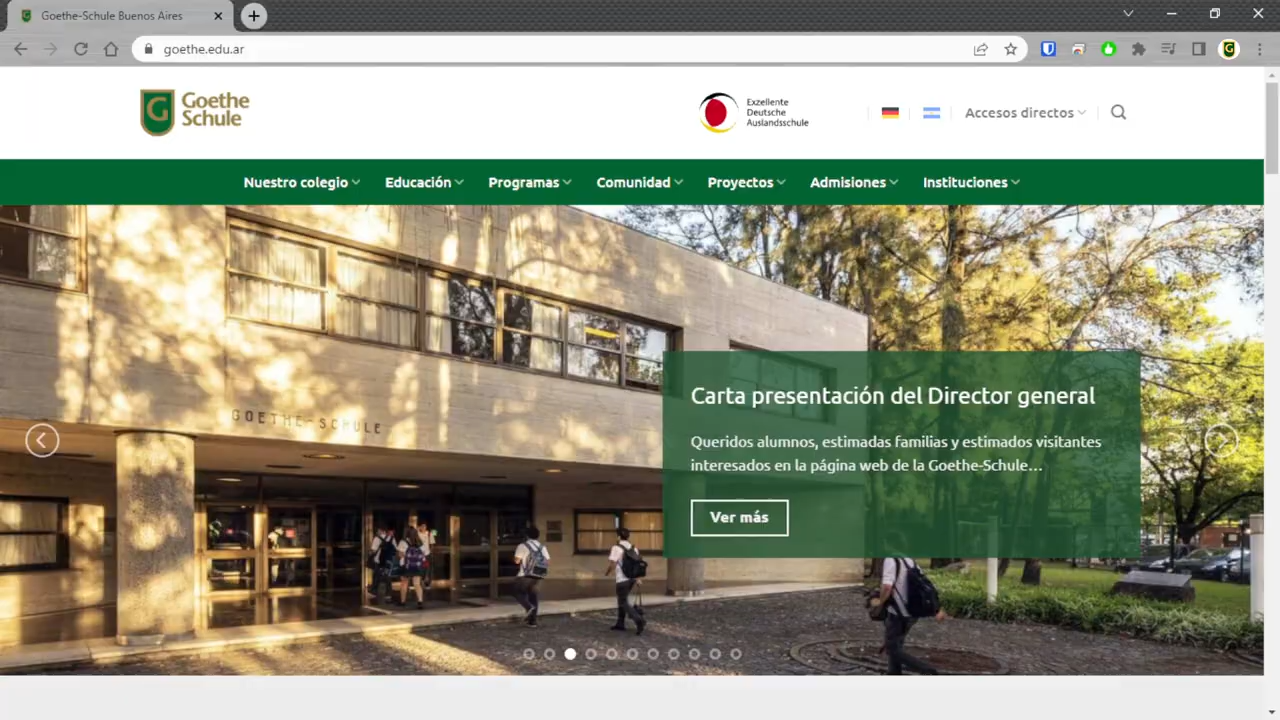 Goethe-Schule Buenos Aires
goethe.edu.ar
Goethe
Schule
Exzellente
Deutsche
Auslandsschule
Accesos directos
Nuestro colegio Educación Programas Comunidad Proyectos Admisiones Instituciones
GOETHE-SCHULE
Carta presentación del Director general
Queridos alumnos, estimadas familias y estimados visitantes
interesados en la página web de la Goethe-Schule...
Ver más